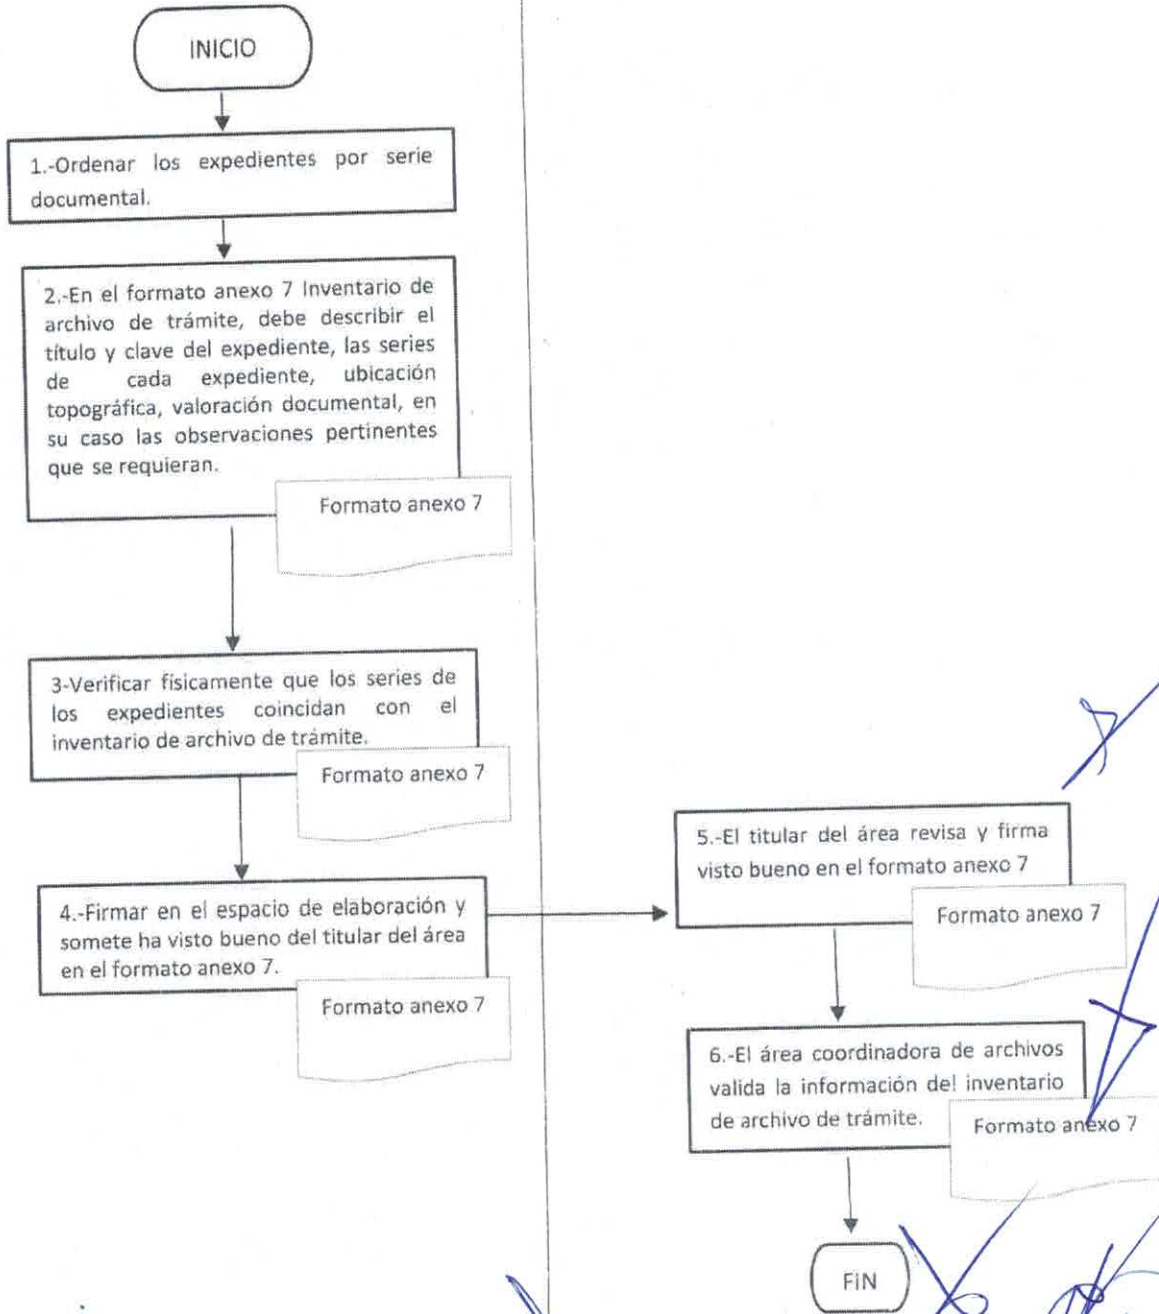 INICIO
1.-Ordenar los expedientes por serie
documental.
2.-En el formato anexo 7 Inventario de
archivo de trámite, debe describir el
título y clave del expediente, las series
de cada expediente, ubicación
topográfica, valoración documental, en
su caso las observaciones pertinentes
que se requieran.
Formato anexo 7
3-Verificar físicamente que los series de
los expedientes coincidan con el
inventario de archivo de trámite.
Formato anexo 7
4.-Firmar en el espacio de elaboración y
somete ha visto bueno del titular del área
en el formato anexo 7.
Formato anexo 7
5.-El titular del área revisa y firma
visto bueno en el formato anexo 7
Formato anexo 7
6.-El área coordinadora de archivos
valida la información del inventario
de archivo de trámite.
Formato anexo 7
FiN